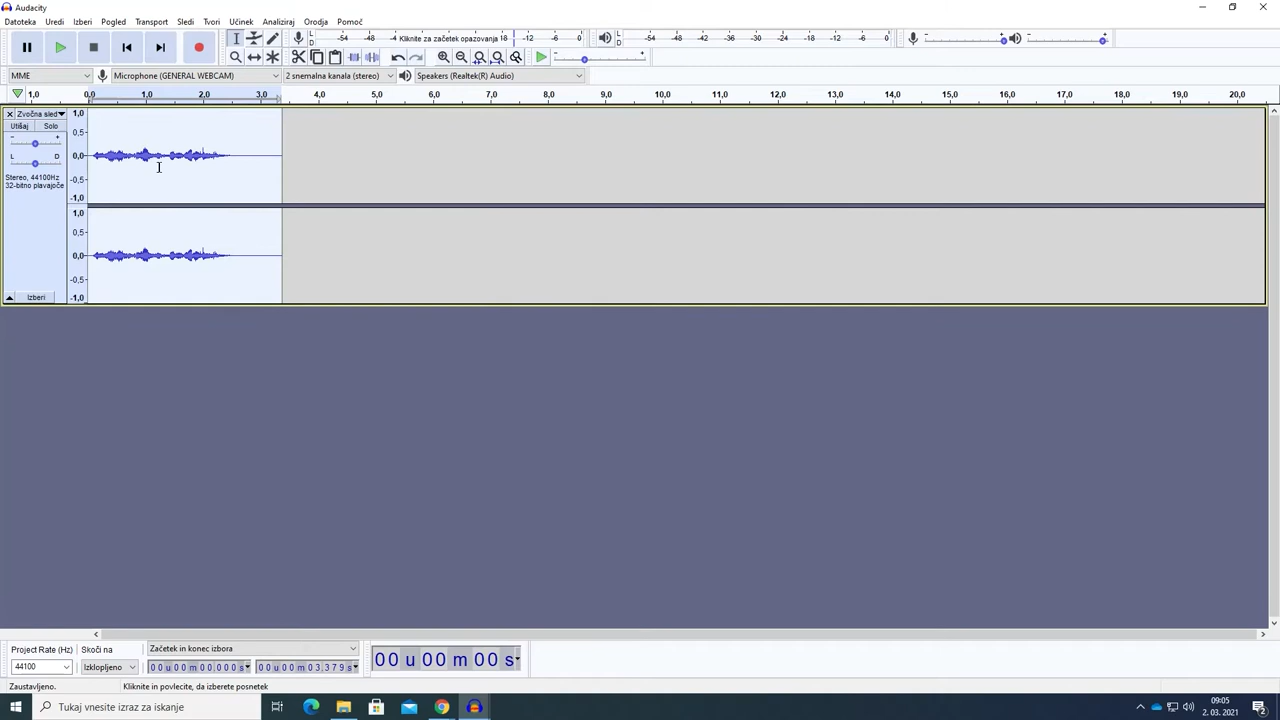 Audacity
Datoteka Uredi Izberi Pogled Transport Sledi Tvori Učinek Analiziraj Orodja Pomoč
L D -54 -48 -4 Kliknite za začetek opazovanja 18 -12 -6 0 L D -54 -48 -42 -36 -30 -24 -18 -12 -6 0 - + - +
- +
MME Microphone (GENERAL WEBCAM) 2 snemalna kanala (stereo) Speakers (Realtek(R) Audio)
1,0 0,0 1,0 2,0 3,0 4,0 5,0 6,0 7,0 8,0 9,0 10,0 11,0 12,0 13,0 14,0 15,0 16,0 17,0 18,0 19,0 20,0
Zvočna sled 1,0
Utišaj Solo
- + 0,5
L D 0,0
Stereo, 44100Hz -0,5
32-bitno plavajoče
-1,0
1,0
0,5
0,0
-0,5
Izberi -1,0
Project Rate (Hz) Skoči na Začetek in konec izbora
44100 Izklopljeno 00 u 00 m 00.000 s 00 u 00 m 03.379 s 00 u 00 m 00 s
Zaustavljeno. Kliknite in povlecite, da izberete posnetek
Tukaj vnesite izraz za iskanje
09:05
2. 03. 2021
2